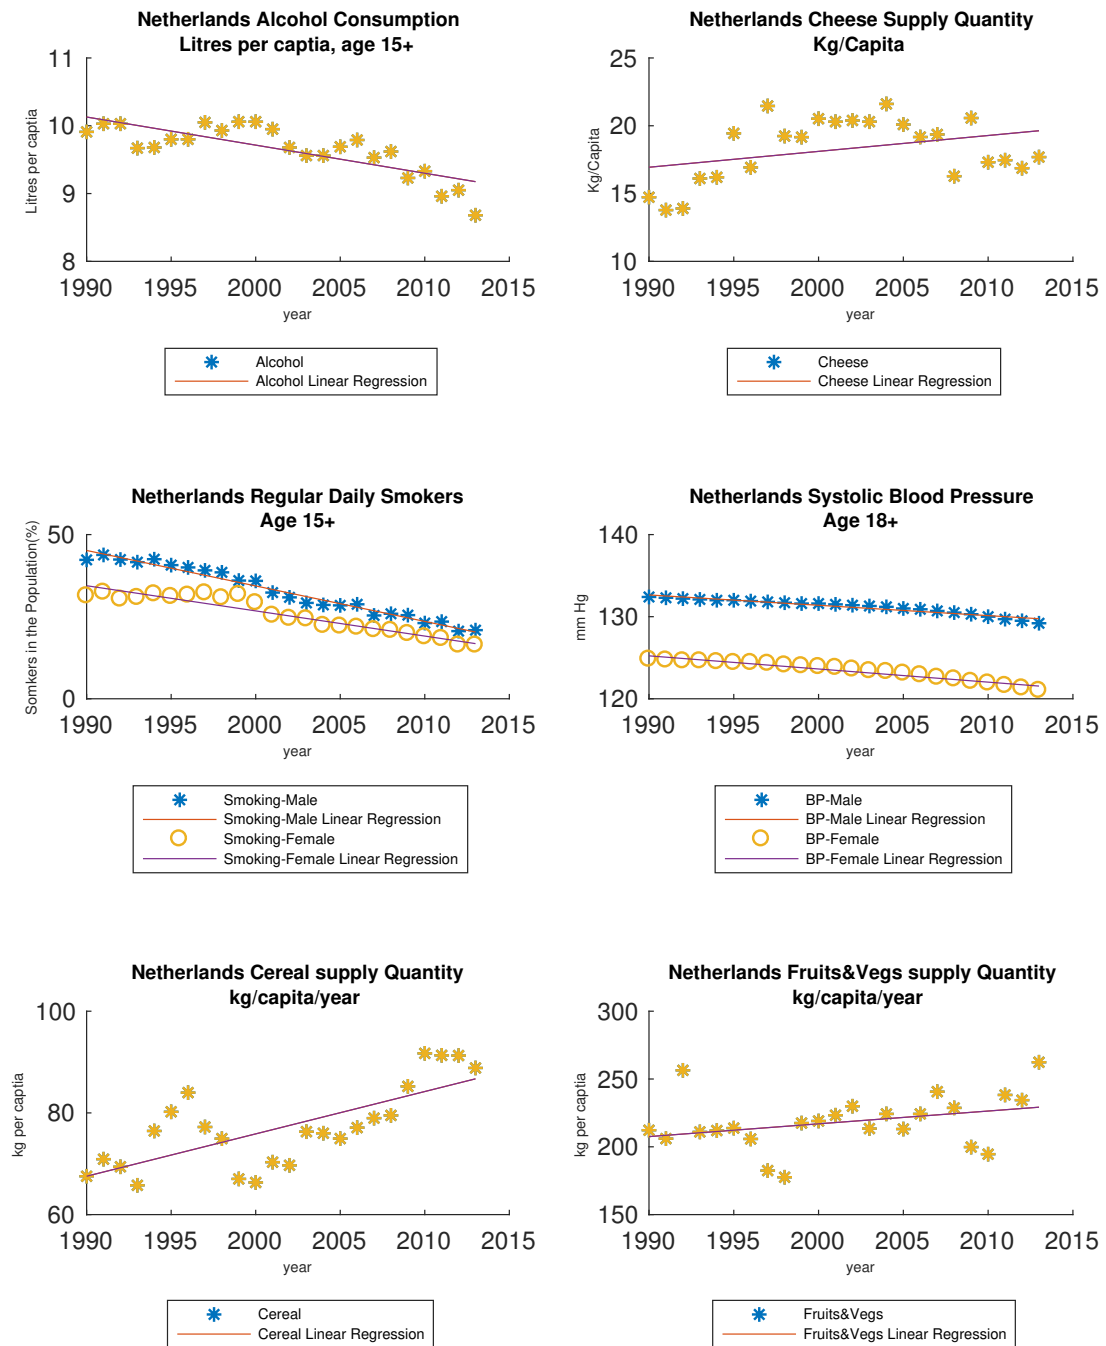 Netherlands Alcohol Consumption
Litres per captia, age 15+
11
10
9
8
Litres per captia
1990 1995 2000 2005 2010 2015
year
Alcohol
Alcohol Linear Regression
Netherlands Cheese Supply Quantity
Kg/Capita
25
20
15
10
Kg/Capita
1990 1995 2000 2005 2010 2015
year
Cheese
Cheese Linear Regression
Netherlands Regular Daily Smokers
Age 15+
50
0
Somkers in the Population(%)
1990 1995 2000 2005 2010 2015
year
Smoking-Male
Smoking-Male Linear Regression
Smoking-Female
Smoking-Female Linear Regression
Netherlands Systolic Blood Pressure
Age 18+
140
130
120
mm Hg
1990 1995 2000 2005 2010 2015
year
BP-Male
BP-Male Linear Regression
BP-Female
BP-Female Linear Regression
Netherlands Cereal supply Quantity
kg/capita/year
100
80
60
kg per captia
1990 1995 2000 2005 2010 2015
year
Cereal
Cereal Linear Regression
Netherlands Fruits&Vegs supply Quantity
kg/capita/year
300
250
200
150
kg per captia
1990 1995 2000 2005 2010 2015
year
Fruits&Vegs
Fruits&Vegs Linear Regression